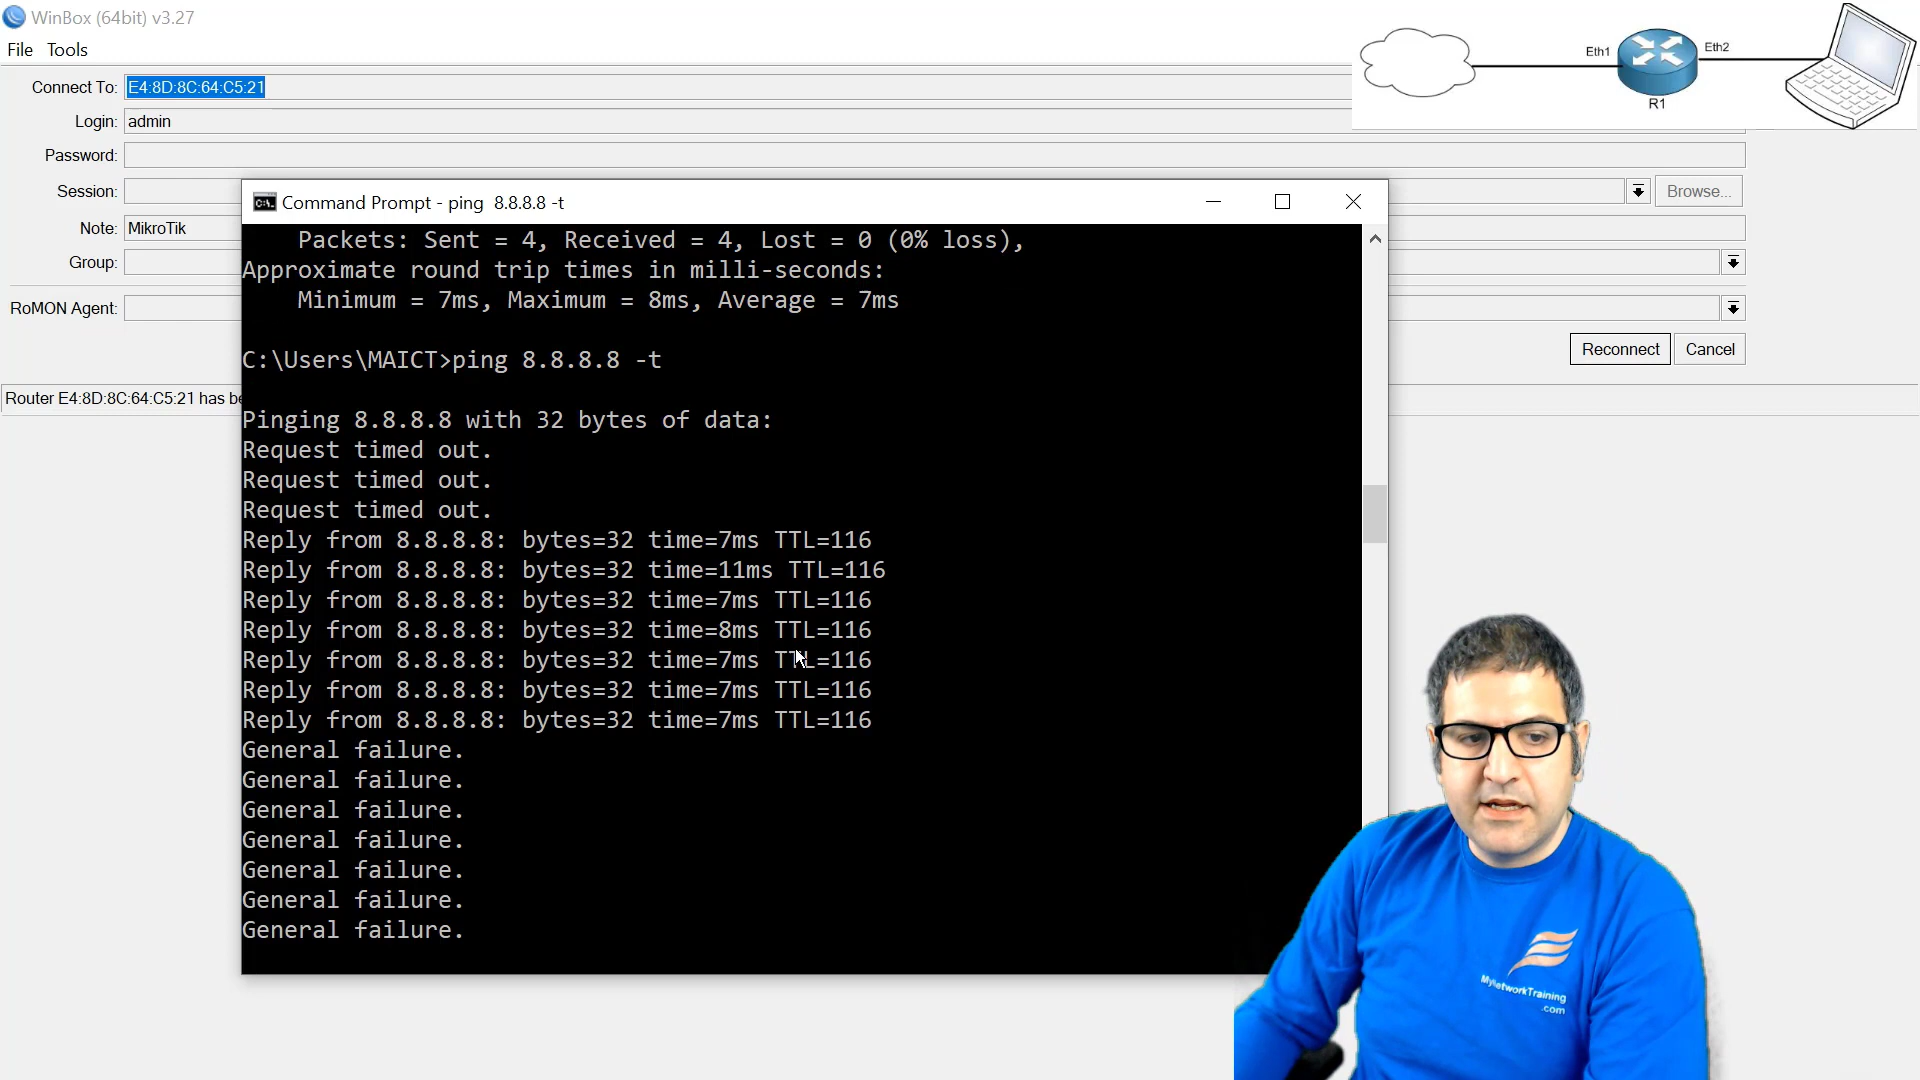 WinBox (64bit) v3.27
File Tools
Connect To: E4:8D:8C:64:C5:21
Login: admin
Password:
Session:
Browse...
Note: MikroTik
Group:
RoMON Agent:
Reconnect Cancel
Router E4:8D:8C:64:C5:21 has be
Eth1 Eth2
R1
Command Prompt - ping 8.8.8.8 -t
Packets: Sent = 4, Received = 4, Lost = 0 (0% loss),
Approximate round trip times in milli-seconds:
Minimum = 7ms, Maximum = 8ms, Average = 7ms
C:\Users\MAICT>ping 8.8.8.8 -t
Pinging 8.8.8.8 with 32 bytes of data:
Request timed out.
Request timed out.
Request timed out.
Reply from 8.8.8.8: bytes=32 time=7ms TTL=116
Reply from 8.8.8.8: bytes=32 time=11ms TTL=116
Reply from 8.8.8.8: bytes=32 time=7ms TTL=116
Reply from 8.8.8.8: bytes=32 time=8ms TTL=116
Reply from 8.8.8.8: bytes=32 time=7ms TTL=116
Reply from 8.8.8.8: bytes=32 time=7ms TTL=116
Reply from 8.8.8.8: bytes=32 time=7ms TTL=116
General failure.
General failure.
General failure.
General failure.
General failure.
General failure.
General failure.
MyNetworkTraining
.com